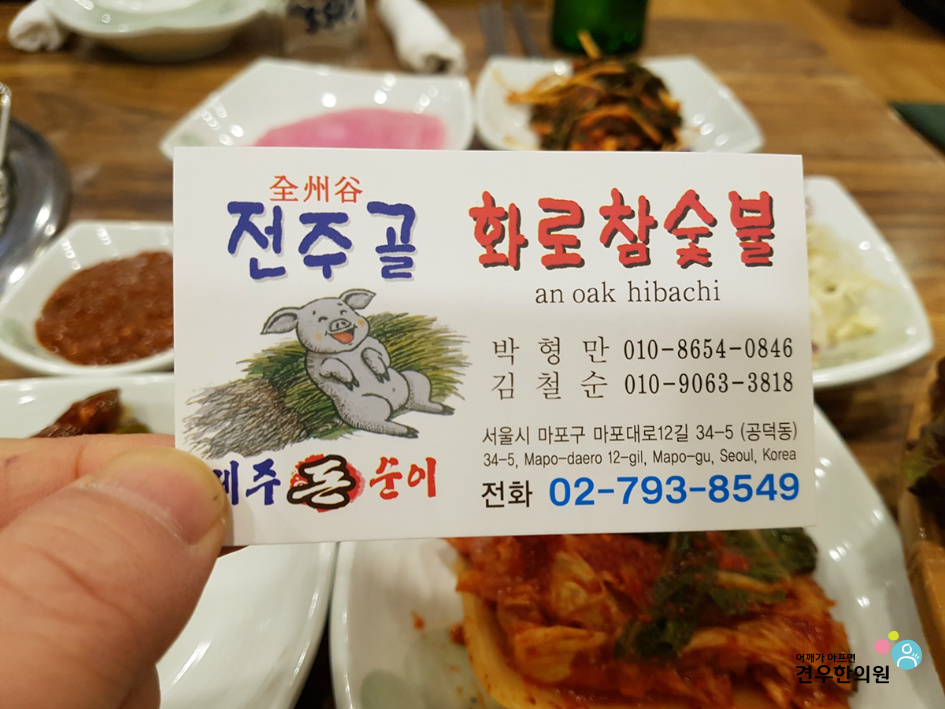 全州谷
전주골
화로참숯불
an oak hibachi
박형만 010-8654-0846
김철순 010-9063-3818
서울시 마포구 마포대로12길 34-5 (공덕동)
34-5, Mapo-daero 12-gil, Mapo-gu, Seoul, Korea
전화 02-793-8549
제주 돈 순이
어깨가 아프면
견우한의원